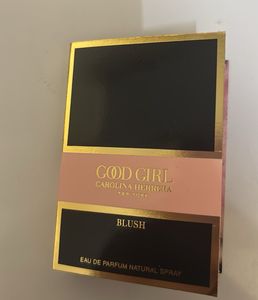 GOOD GIRL
CAROLINA HERRERA
NEW YORK
BLUSH
EAU DE PARFUM NATURAL SPRAY